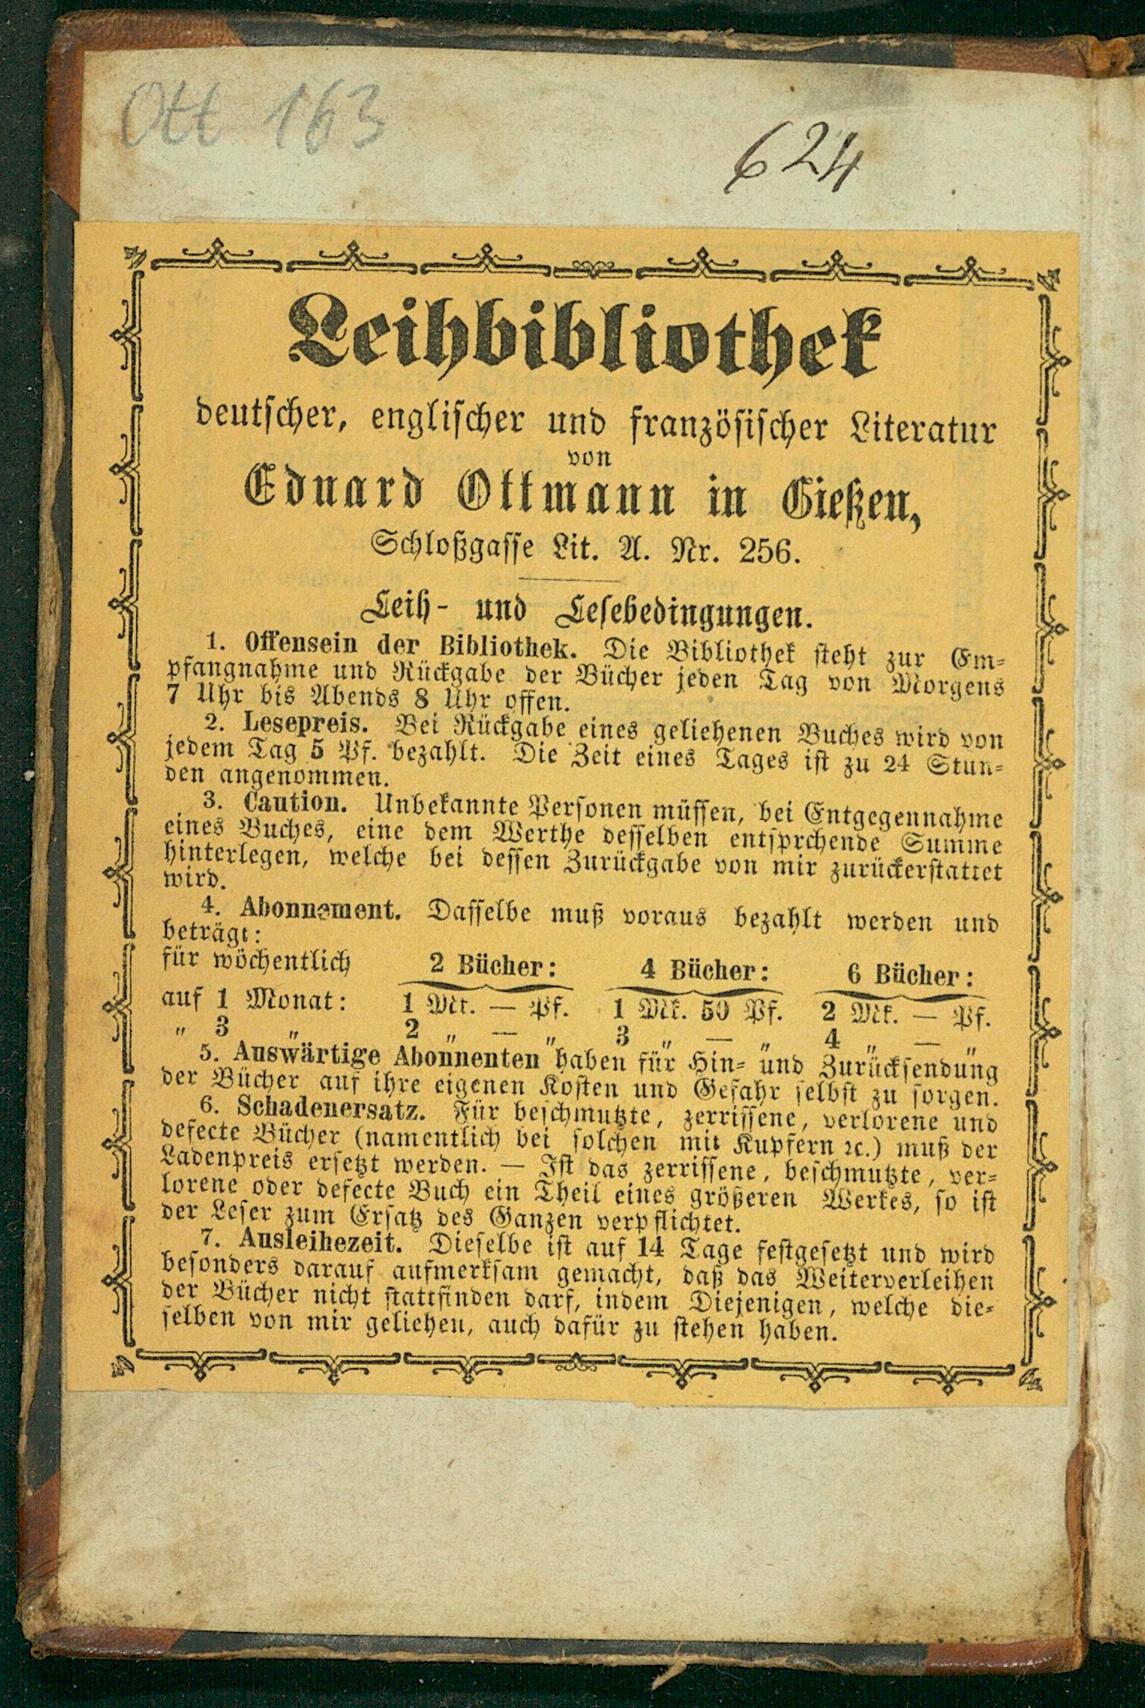 Ott 163
624
Leihbibliothek
deutscher, englischer und französischer Literatur
von
Eduard Ottmann in Gießen,
Schloßgasse Lit. A. Nr. 256.
Leih- und Lesebedingungen.
1. Offensein der Bibliothek. Die Bibliothek steht zur Em-
pfangnahme und Rückgabe der Bücher jeden Tag von Morgens
7 Uhr bis Abends 8 Uhr offen.
2. Lesepreis. Bei Rückgabe eines geliehenen Buches wird von
jedem Tag 5 Pf. bezahlt. Die Zeit eines Tages ist zu 24 Stun-
den angenommen.
3. Caution. Unbekannte Personen müssen, bei Entgegennahme
eines Buches, eine dem Werthe desselben entsprchende Summe
hinterlegen, welche bei dessen Zurückgabe von mir zurückerstattet
wird.
4. Abonnement. Dasselbe muß voraus bezahlt werden und
beträgt:
für wöchentlich 2 Bücher: 4 Bücher: 6 Bücher:
auf 1 Monat: 1 Mk. — Pf. 1 Mk. 50 Pf. 2 Mk. — Pf.
„ 3 „ 2 „ — „ 3 „ — „ 4 „ — „
5. Auswärtige Abonnenten haben für Hin- und Zurücksendung
der Bücher auf ihre eigenen Kosten und Gefahr selbst zu sorgen.
6. Schadenersatz. Für beschmutzte, zerrissene, verlorene und
defecte Bücher (namentlich bei solchen mit Kupfern ꝛc.) muß der
Ladenpreis ersetzt werden. — Ist das zerrissene, beschmutzte, ver-
lorene oder defecte Buch ein Theil eines größeren Werkes, so ist
der Leser zum Ersatz des Ganzen verpflichtet.
7. Ausleihezeit. Dieselbe ist auf 14 Tage festgesetzt und wird
besonders darauf aufmerksam gemacht, daß das Weiterverleihen
der Bücher nicht stattfinden darf, indem Diejenigen, welche die-
selben von mir geliehen, auch dafür zu stehen haben.